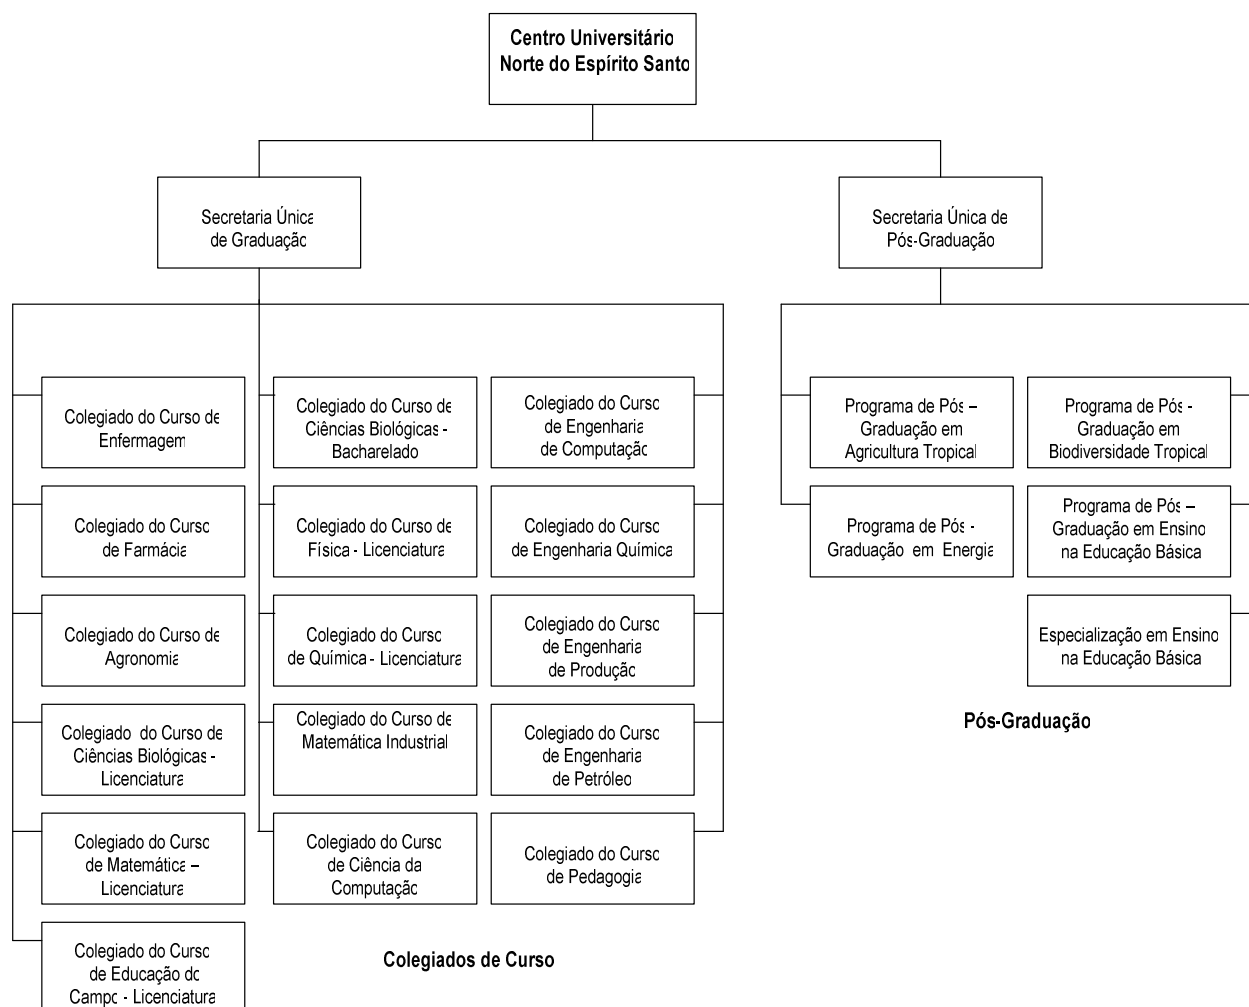 Centro Universitário
Norte do Espírito Santo
Secretaria Única
de Graduação
Secretaria Única de
Pós-Graduação
Colegiado do Curso de
Enfermagem
Colegiado do Curso de
Ciências Biológicas -
Bacharelado
Colegiado do Curso
de Engenharia
de Computação
Programa de Pós –
Graduação em
Agricultura Tropical
Programa de Pós -
Graduação em
Biodiversidade Tropical
Colegiado do Curso
de Farmácia
Colegiado do Curso de
Física - Licenciatura
Colegiado do Curso
de Engenharia Química
Programa de Pós -
Graduação em Energia
Programa de Pós –
Graduação em Ensino
na Educação Básica
Colegiado do Curso de
Agronomia
Colegiado do Curso
de Química - Licenciatura
Colegiado do Curso
de Engenharia
de Produção
Especialização em Ensino
na Educação Básica
Pós-Graduação
Colegiado do Curso de
Ciências Biológicas -
Licenciatura
Colegiado do Curso de
Matemática Industrial
Colegiado do Curso
de Engenharia
de Petróleo
Colegiado do Curso
de Matemática –
Licenciatura
Colegiado do Curso
de Ciência da
Computação
Colegiado do Curso
de Pedagogia
Colegiado do Curso
de Educação do
Campo - Licenciatura
Colegiados de Curso